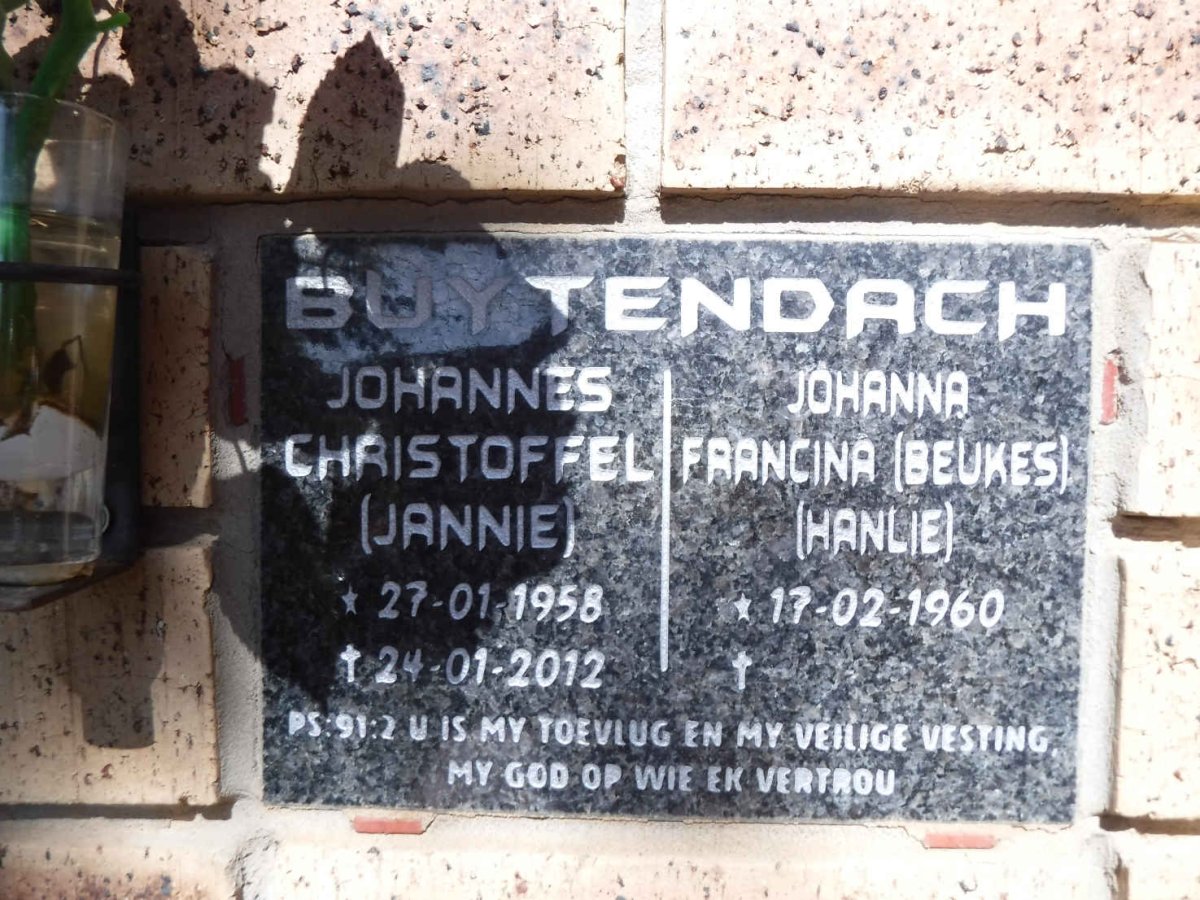 BUYTENDACH
JOHANNES
CHRISTOFFEL
(JANNIE)
★ 27-01-1958
✝ 24-01-2012
JOHANNA
FRANCINA (BEUKES)
(HANLIE)
★ 17-02-1960
✝
PS:91:2 U IS MY TOEVLUG EN MY VEILIGE VESTING,
MY GOD OP WIE EK VERTROU